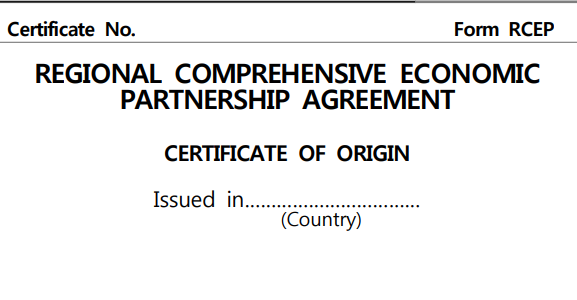 Certificate No. Form RCEP
REGIONAL COMPREHENSIVE ECONOMIC
PARTNERSHIP AGREEMENT
CERTIFICATE OF ORIGIN
Issued in................................
(Country)